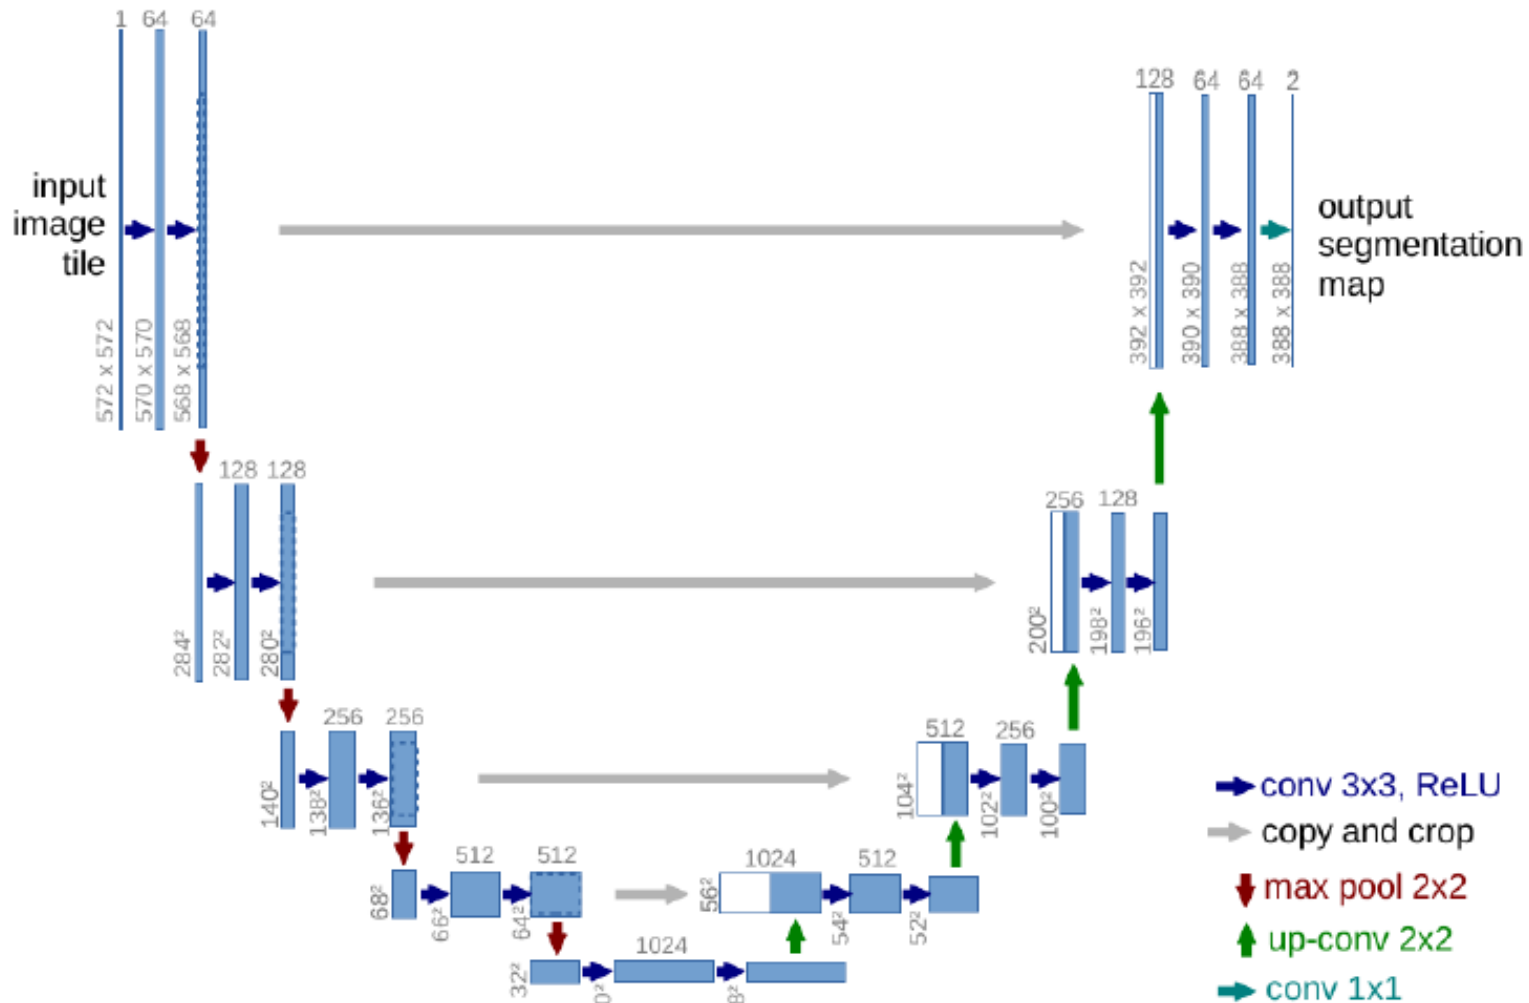 1 64 64
128 64 64 2
input
image
tile
output
segmentation
map
572 x 572
570 x 570
568 x 568
392 x 392
390 x 390
388 x 388
388 x 388
128 128
256 128
284²
282²
280²
200²
198²
196²
256 256
512 256
140²
138²
136²
104²
102²
100²
512 512
1024 512
68²
66²
64²
56²
54²
52²
1024
32²
conv 3x3, ReLU
copy and crop
max pool 2x2
up-conv 2x2
conv 1x1